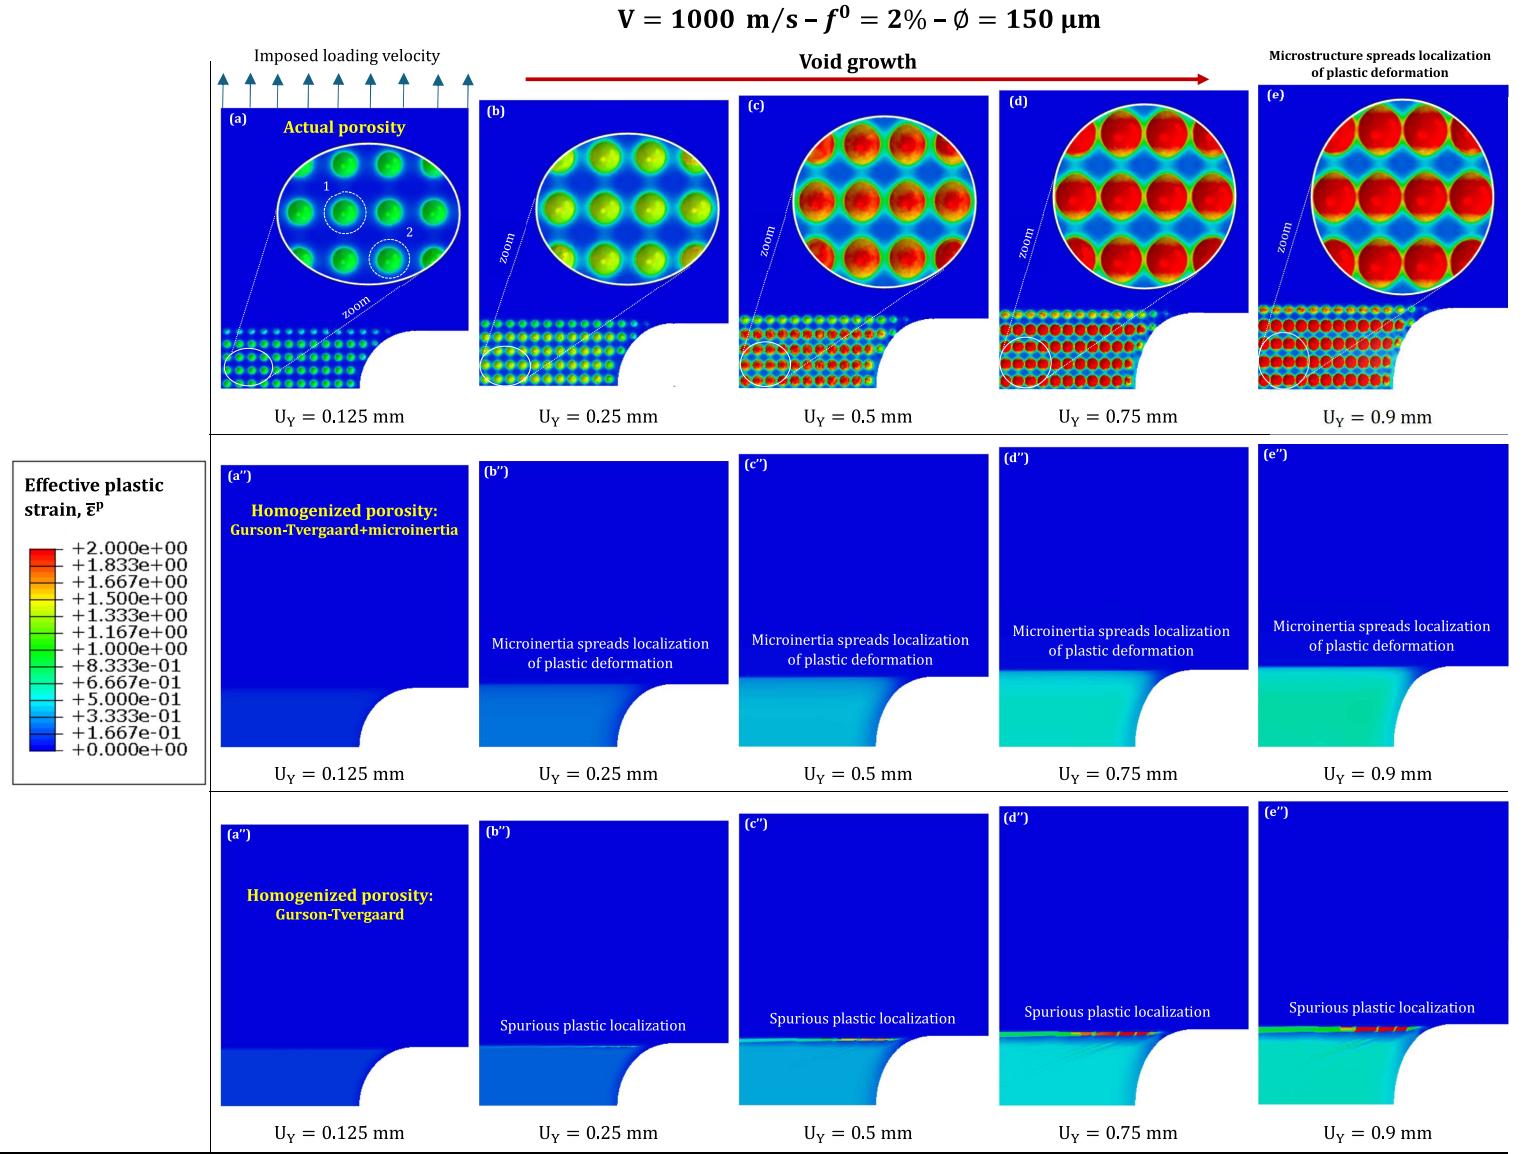 V = 1000 m/s – f⁰ = 2% – ∅ = 150 μm
Imposed loading velocity
Void growth
Microstructure spreads localization
of plastic deformation
(a)
Actual porosity
1
2
zoom
zoom
(b)
zoom
(c)
zoom
(d)
zoom
(e)
U_Y = 0.125 mm
U_Y = 0.25 mm
U_Y = 0.5 mm
U_Y = 0.75 mm
U_Y = 0.9 mm
Effective plastic
strain, ε̅ᵖ
+2.000e+00
+1.833e+00
+1.667e+00
+1.500e+00
+1.333e+00
+1.167e+00
+1.000e+00
+8.333e-01
+6.667e-01
+5.000e-01
+3.333e-01
+1.667e-01
+0.000e+00
(a'')
Homogenized porosity:
Gurson-Tvergaard+microinertia
(b'')
Microinertia spreads localization
of plastic deformation
(c'')
Microinertia spreads localization
of plastic deformation
(d'')
Microinertia spreads localization
of plastic deformation
(e'')
Microinertia spreads localization
of plastic deformation
U_Y = 0.125 mm
U_Y = 0.25 mm
U_Y = 0.5 mm
U_Y = 0.75 mm
U_Y = 0.9 mm
(a'')
Homogenized porosity:
Gurson-Tvergaard
(b'')
Spurious plastic localization
(c'')
Spurious plastic localization
(d'')
Spurious plastic localization
(e'')
Spurious plastic localization
U_Y = 0.125 mm
U_Y = 0.25 mm
U_Y = 0.5 mm
U_Y = 0.75 mm
U_Y = 0.9 mm